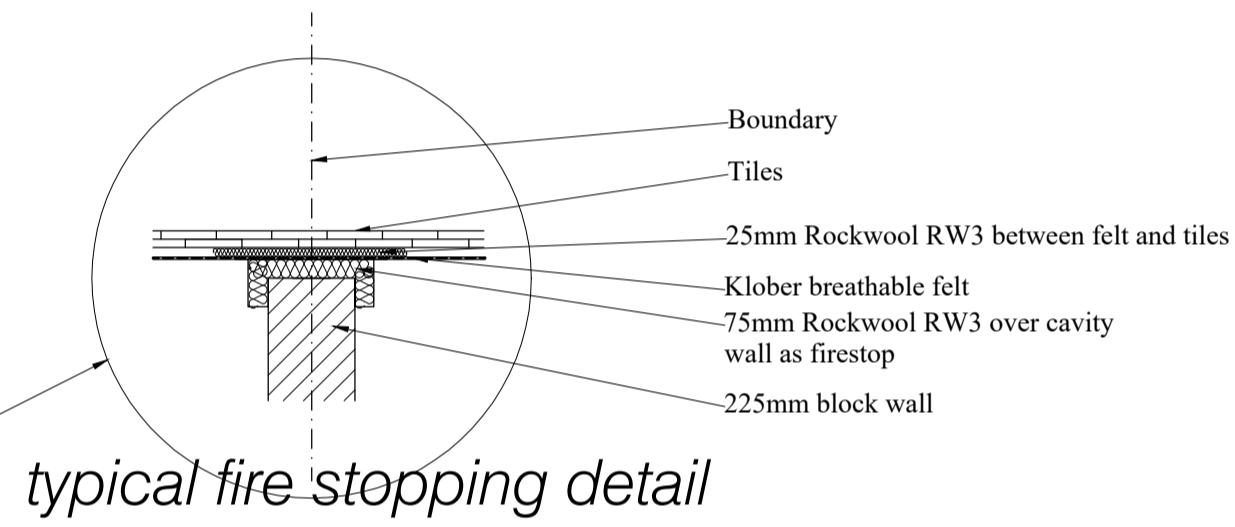 Boundary
Tiles
25mm Rockwool RW3 between felt and tiles
Klober breathable felt
75mm Rockwool RW3 over cavity
wall as firestop
225mm block wall
typical fire stopping detail